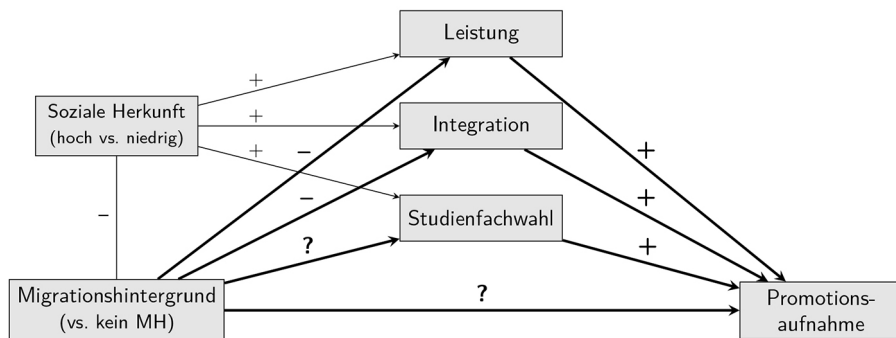 Leistung
+
Soziale Herkunft
(hoch vs. niedrig)
+
Integration
+
–
+
–
–
+
Studienfachwahl
?
+
Migrationshintergrund
(vs. kein MH)
?
Promotions-
aufnahme